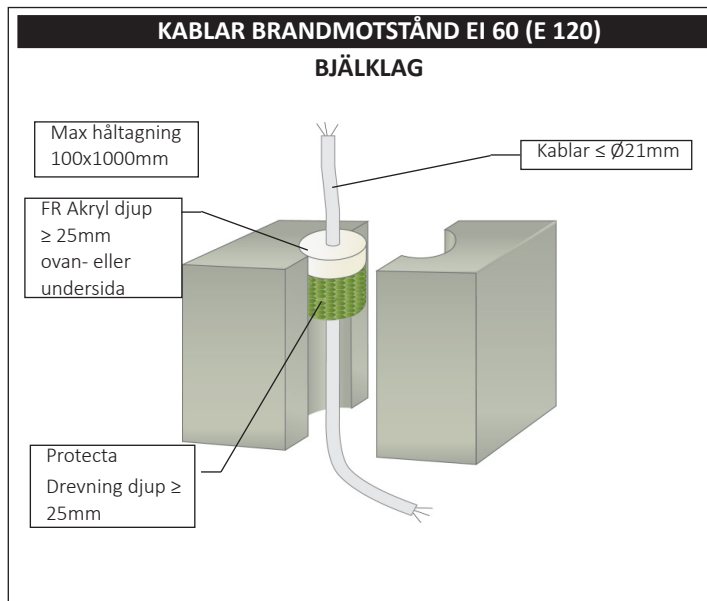 KABLAR BRANDMOTSTÅND EI 60 (E 120)
BJÄLKLAG
Max håltagning
100x1000mm
Kablar ≤ Ø21mm
FR Akryl djup
≥ 25mm
ovan- eller
undersida
Protecta
Drevning djup ≥
25mm